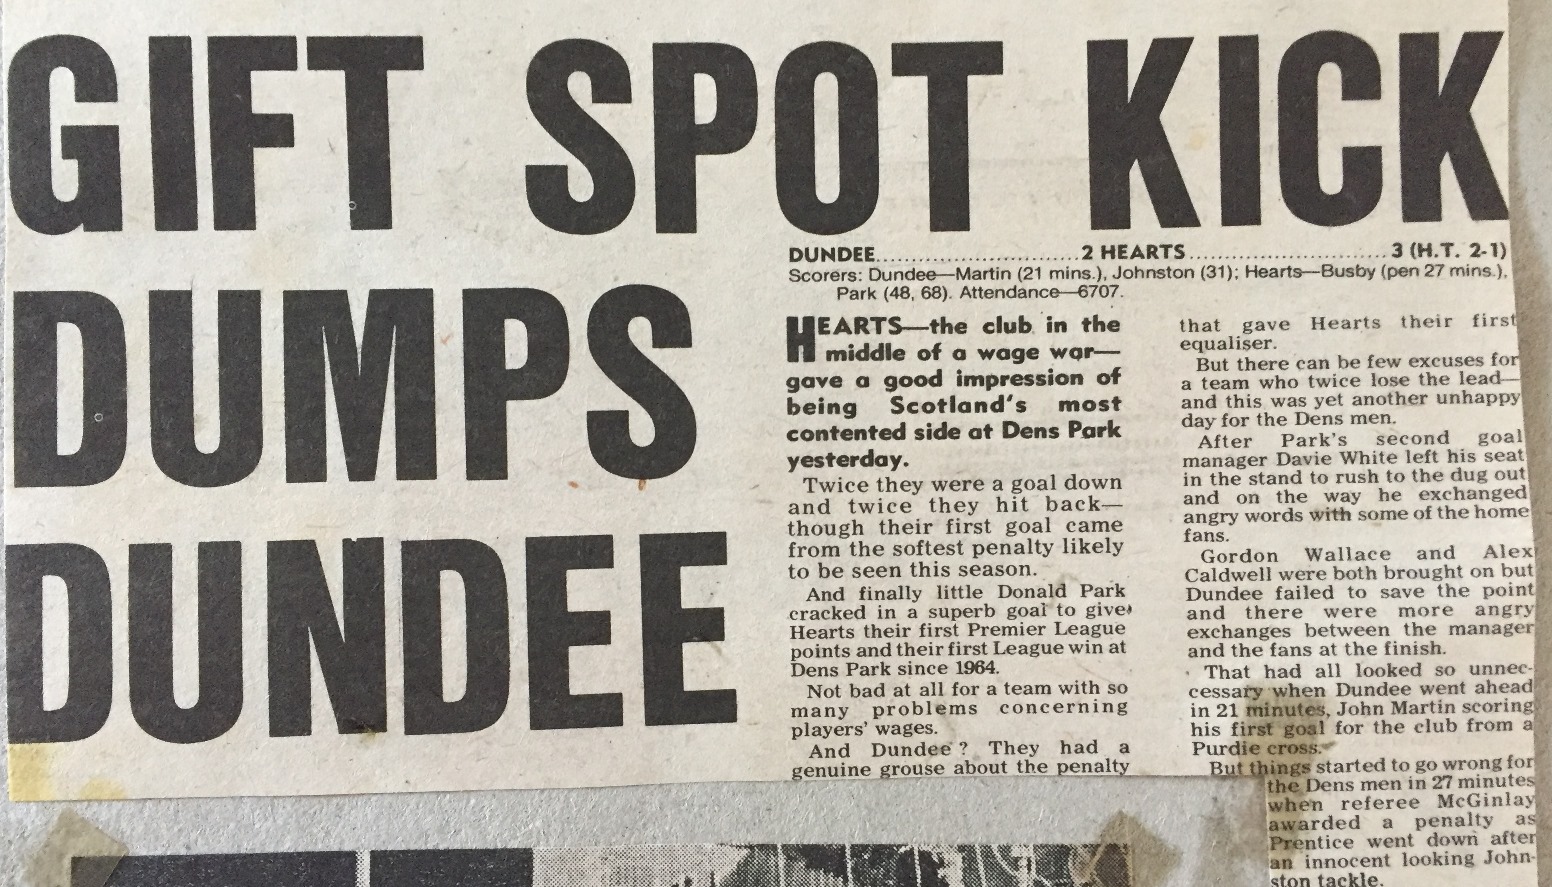 GIFT SPOT KICK
DUMPS
DUNDEE
DUNDEE..............................2 HEARTS..............................3 (H.T. 2-1)
Scorers: Dundee—Martin (21 mins.), Johnston (31); Hearts—Busby (pen 27 mins.),
Park (48, 68). Attendance—6707.
HEARTS—the club in the
middle of a wage war—
gave a good impression of
being Scotland's most
contented side at Dens Park
yesterday.
Twice they were a goal down
and twice they hit back—
though their first goal came
from the softest penalty likely
to be seen this season.
And finally little Donald Park
cracked in a superb goal to give
Hearts their first Premier League
points and their first League win at
Dens Park since 1964.
Not bad at all for a team with so
many problems concerning
players' wages.
And Dundee? They had a
genuine grouse about the penalty
that gave Hearts their first
equaliser.
But there can be few excuses for
a team who twice lose the lead—
and this was yet another unhappy
day for the Dens men.
After Park's second goal
manager Davie White left his seat
in the stand to rush to the dug out
and on the way he exchanged
angry words with some of the home
fans.
Gordon Wallace and Alex
Caldwell were both brought on but
Dundee failed to save the point
and there were more angry
exchanges between the manager
and the fans at the finish.
That had all looked so unnec-
cessary when Dundee went ahead
in 21 minutes, John Martin scoring
his first goal for the club from a
Purdie cross.
But things started to go wrong for
the Dens men in 27 minutes
when referee McGinlay
awarded a penalty as
Prentice went down after
an innocent looking John-
ston tackle.